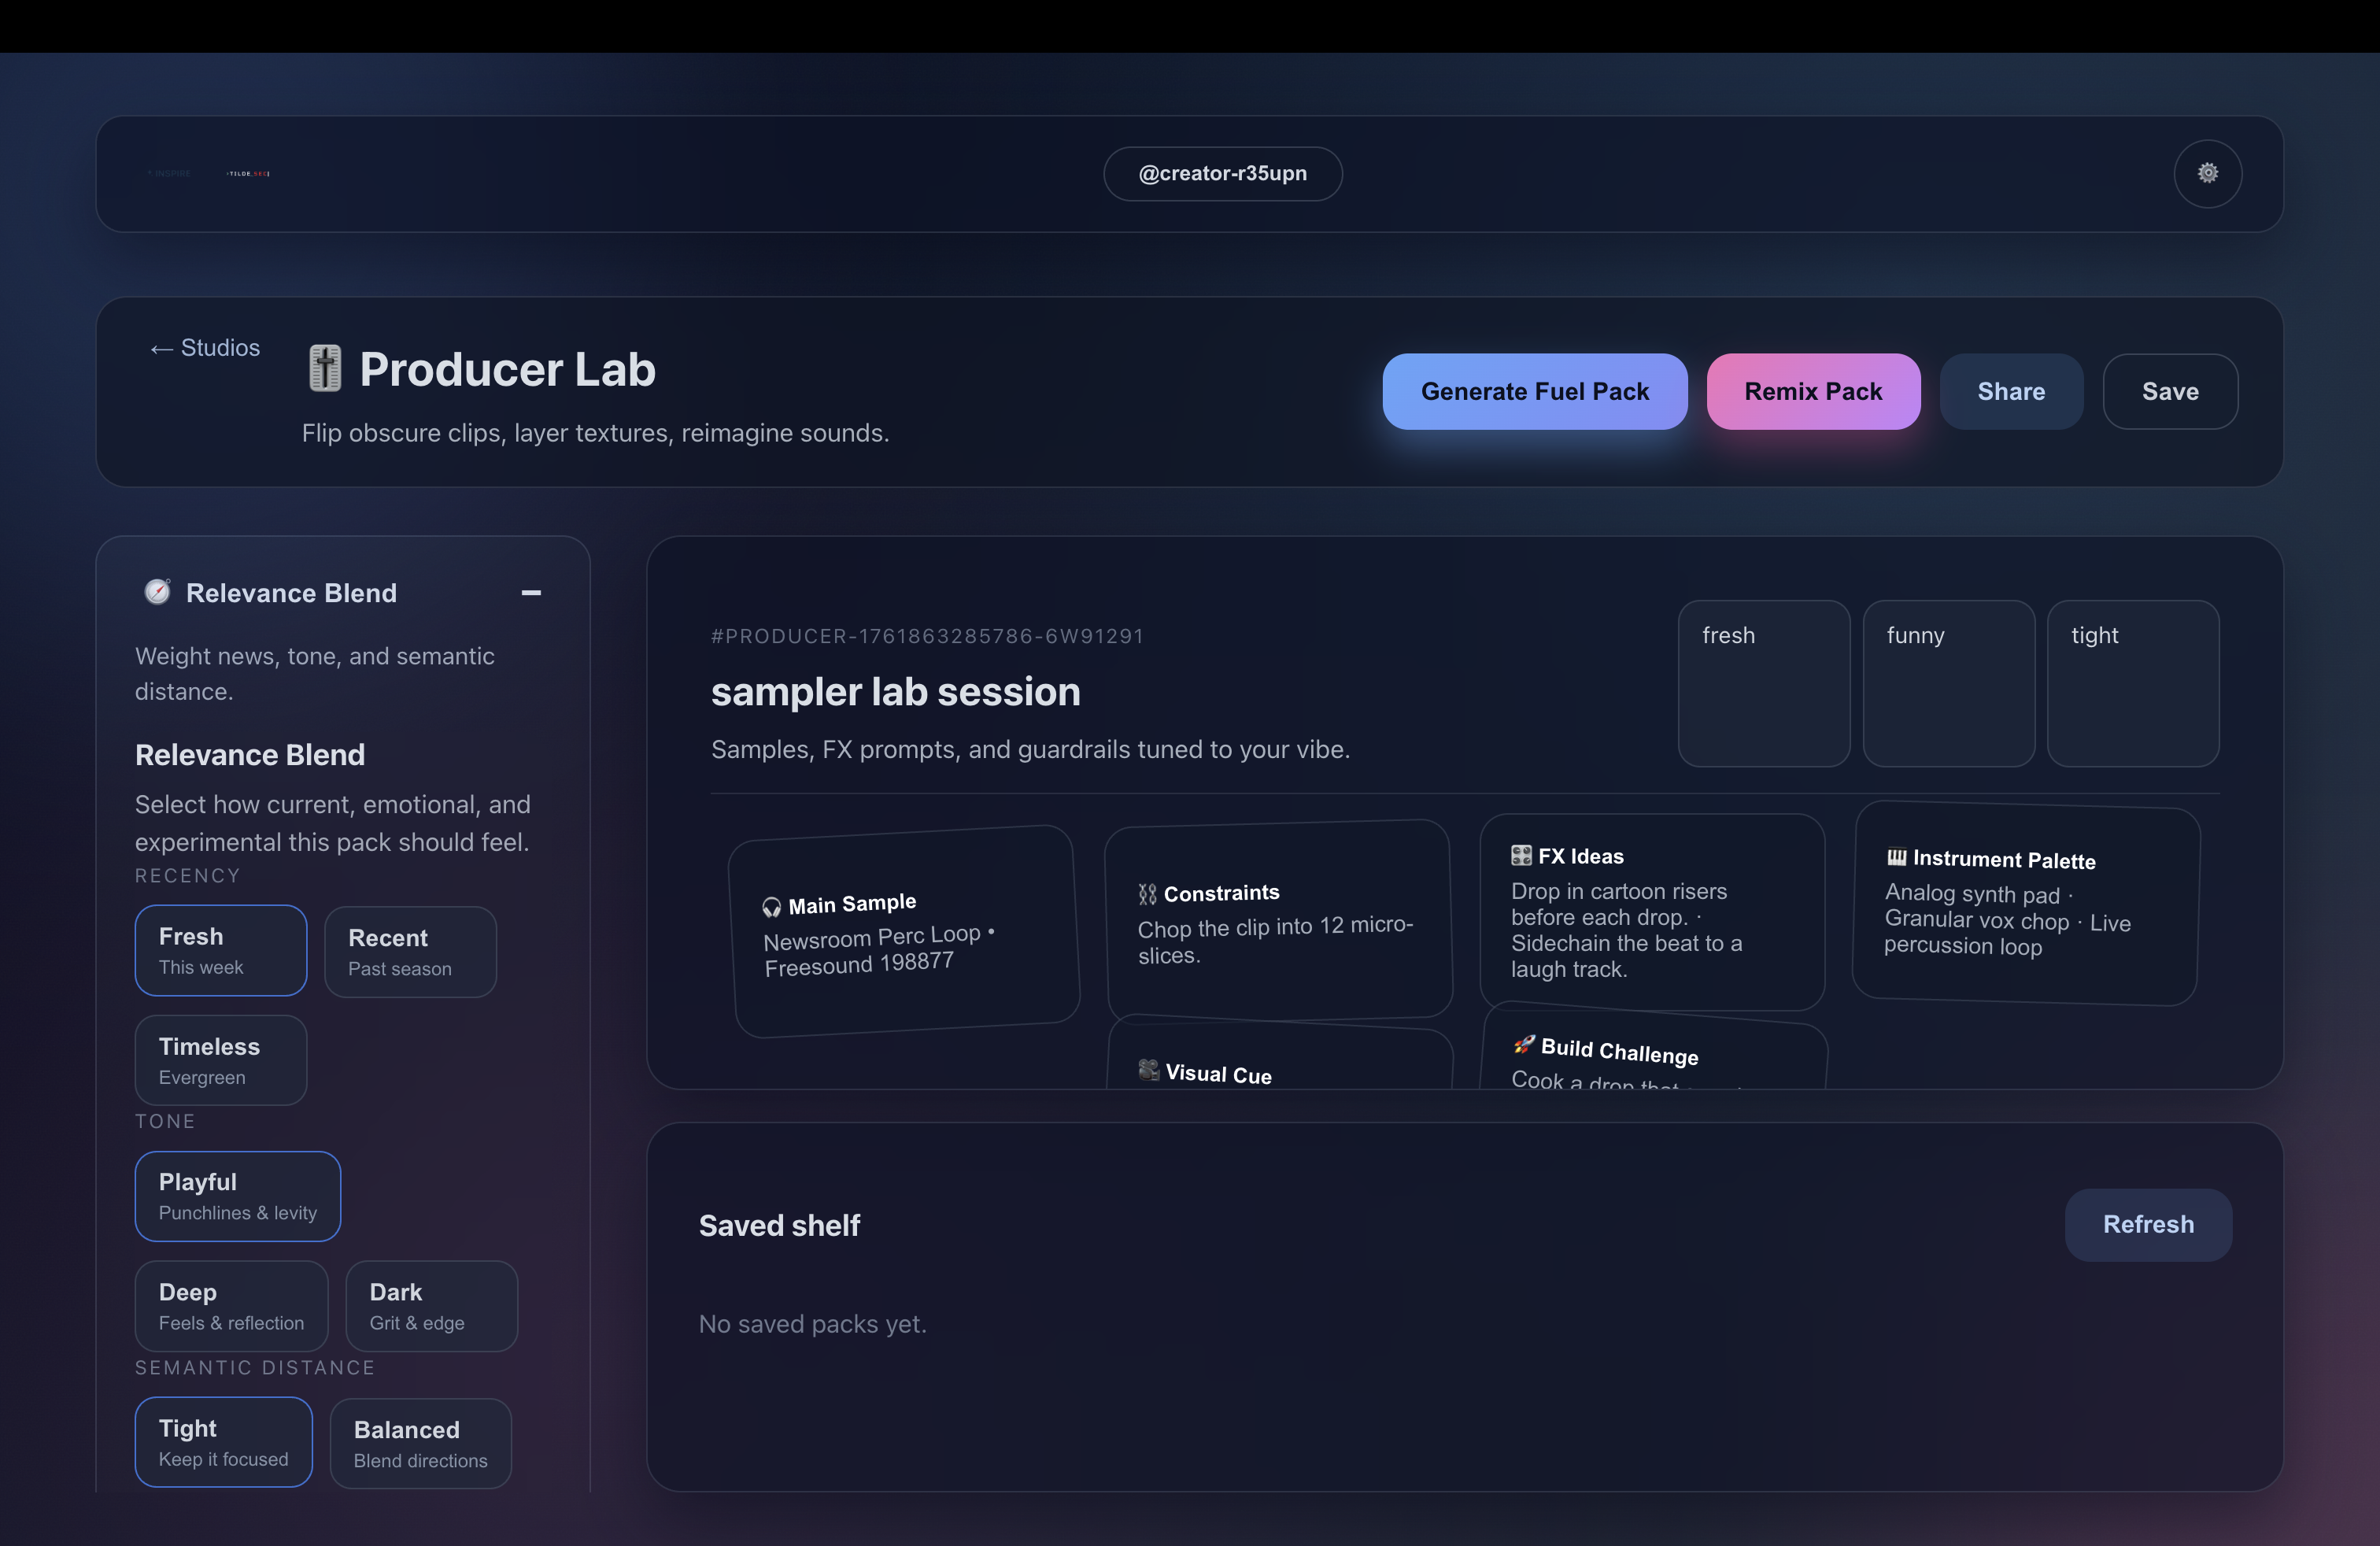 INSPIRE
@creator-r35upn
← Studios
Producer Lab
Flip obscure clips, layer textures, reimagine sounds.
Generate Fuel Pack
Remix Pack
Share
Save
Relevance Blend
Weight news, tone, and semantic
distance.
Relevance Blend
Select how current, emotional, and
experimental this pack should feel.
RECENCY
Fresh
This week
Recent
Past season
Timeless
Evergreen
TONE
Playful
Punchlines & levity
Deep
Feels & reflection
Dark
Grit & edge
SEMANTIC DISTANCE
Tight
Keep it focused
Balanced
Blend directions
#PRODUCER-1761863285786-6W91291
sampler lab session
Samples, FX prompts, and guardrails tuned to your vibe.
fresh
funny
tight
Main Sample
Newsroom Perc Loop •
Freesound 198877
Constraints
Chop the clip into 12 micro-
slices.
FX Ideas
Drop in cartoon risers
before each drop. ·
Sidechain the beat to a
laugh track.
Instrument Palette
Analog synth pad ·
Granular vox chop · Live
percussion loop
Visual Cue
Build Challenge
Cook a drop that
Saved shelf
Refresh
No saved packs yet.